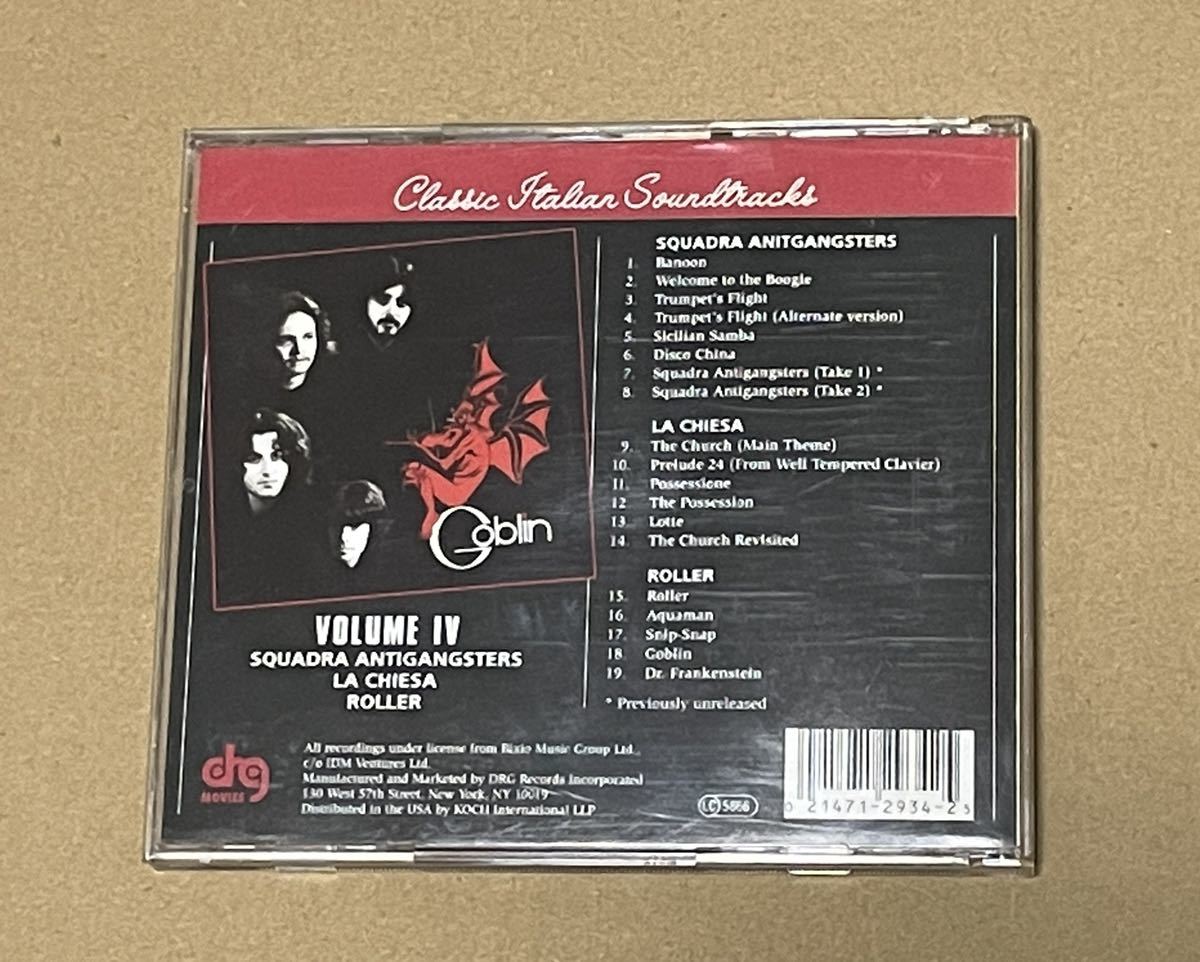 Classic Italian Soundtracks
Goblin
VOLUME IV
SQUADRA ANTIGANGSTERS
LA CHIESA
ROLLER
SQUADRA ANITGANGSTERS
1. Banoon
2. Welcome to the Boogie
3. Trumpet's Flight
4. Trumpet's Flight (Alternate version)
5. Sicilian Samba
6. Disco China
7. Squadra Antigangsters (Take 1) *
8. Squadra Antigangsters (Take 2) *
LA CHIESA
9. The Church (Main Theme)
10. Prelude 24 (From Well Tempered Clavier)
11. Possessione
12 The Possession
13. Lotte
14. The Church Revisited
ROLLER
15. Roller
16. Aquaman
17. Snip-Snap
18. Goblin
19. Dr. Frankenstein
* Previously unreleased
drg
MOVIES
All recordings under license from Bixio Music Group Ltd.,
c/o IDM Ventures Ltd.
Manufactured and Marketed by DRG Records Incorporated
130 West 57th Street, New York, NY 10019
Distributed in the USA by KOCH International LLP
LC 5866
0 21471-2934-2 5